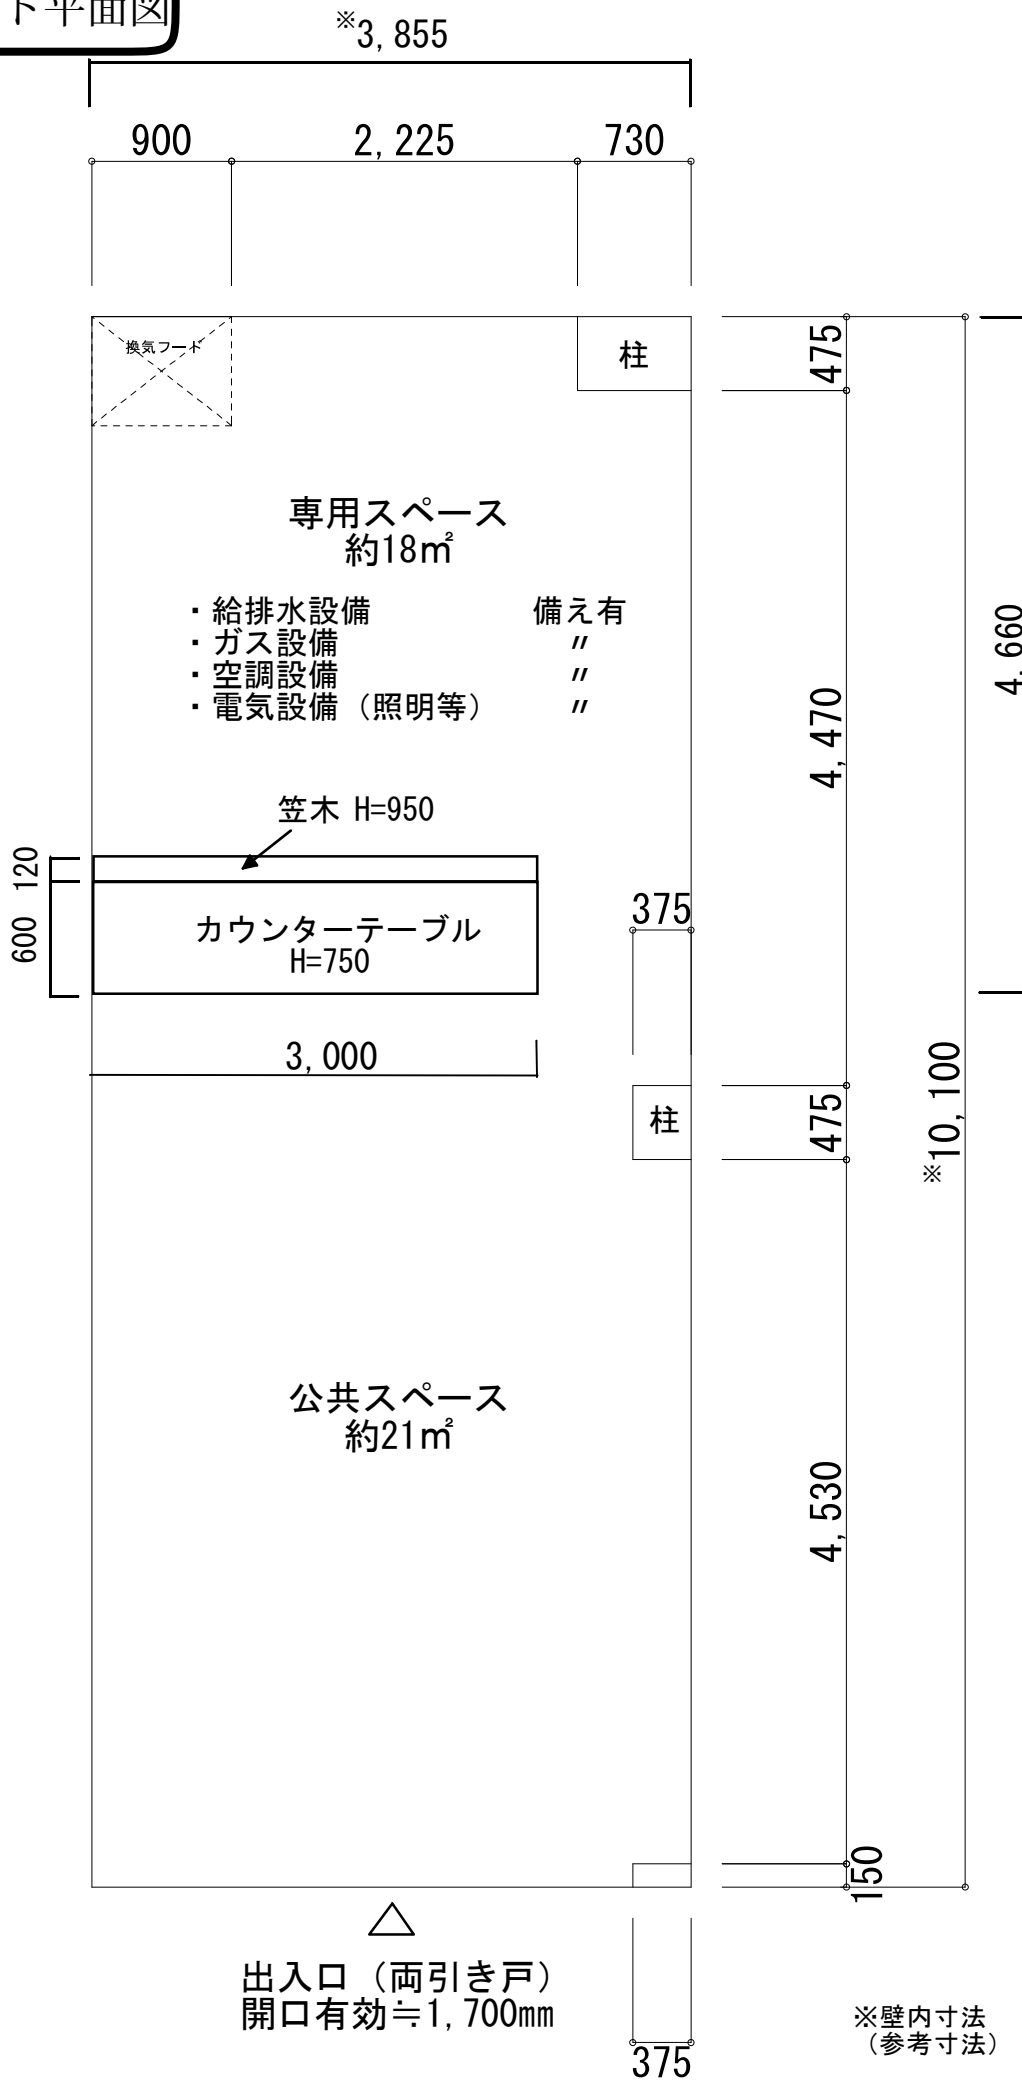 ト平面図
※3,855
900
2,225
730
換気フード
柱
475
専用スペース
約18㎡
・給排水設備 備え有
・ガス設備 〃
・空調設備 〃
・電気設備（照明等） 〃
4,660
4,470
笠木 H=950
120
600
カウンターテーブル
H=750
375
3,000
柱
475
※10,100
公共スペース
約21㎡
4,530
150
出入口（両引き戸）
開口有効≒1,700mm
375
※壁内寸法
（参考寸法）